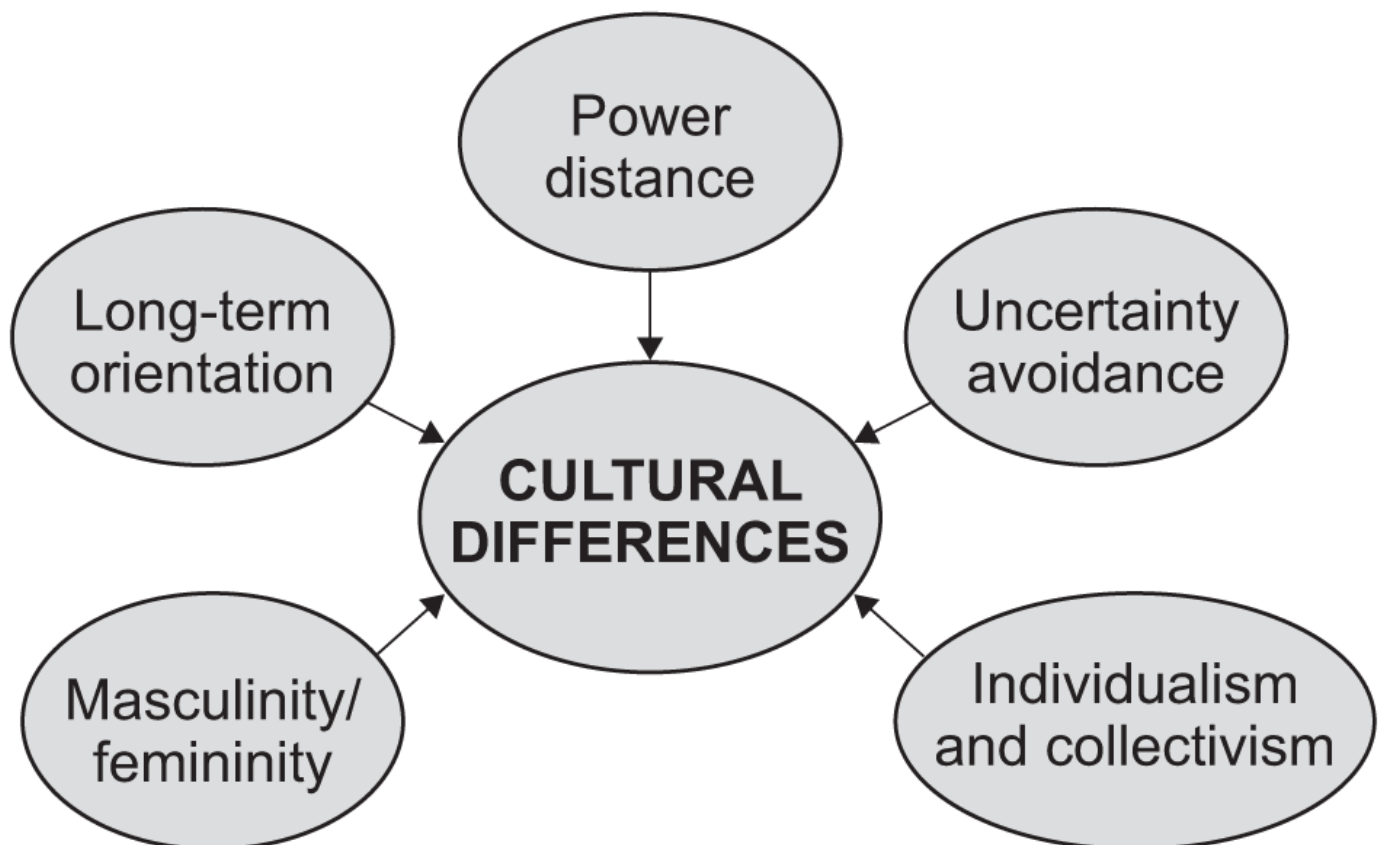 Power
distance
Long-term
orientation
Uncertainty
avoidance
CULTURAL
DIFFERENCES
Masculinity/
femininity
Individualism
and collectivism